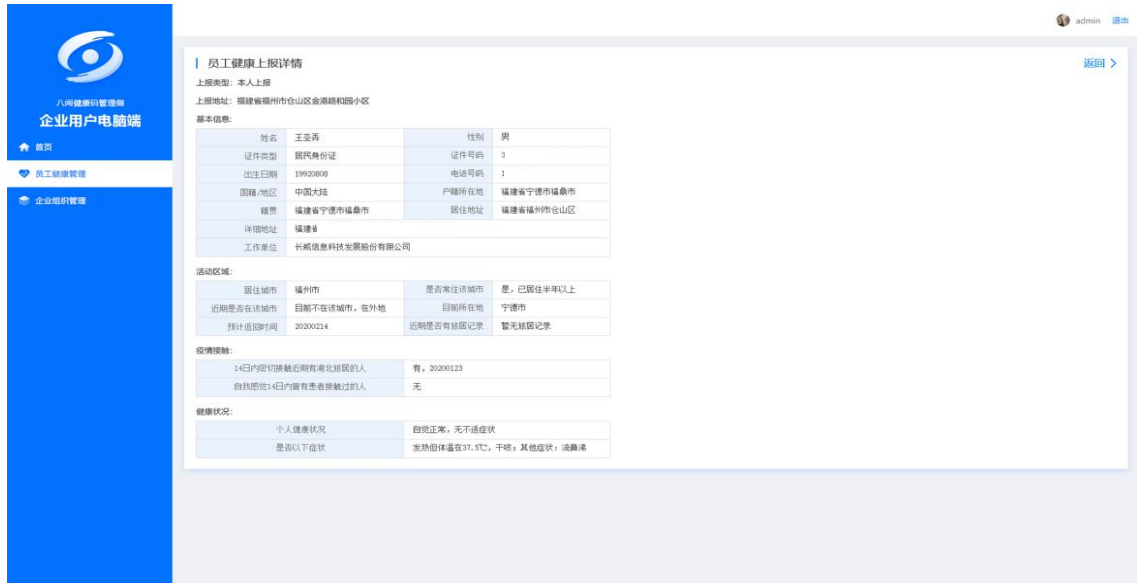 admin 退出
八闽健康码管理侧
企业用户电脑端
首页
员工健康管理
企业组织管理
员工健康上报详情 返回
上报类型: 本人上报
上报地址: 福建省福州市仓山区金港路和园小区
基本信息:
姓名 王圣弄 性别 男
证件类型 居民身份证 证件号码 3
出生日期 19920808 电话号码 1
国籍/地区 中国大陆 户籍所在地 福建省宁德市福鼎市
籍贯 福建省宁德市福鼎市 居住地址 福建省福州市仓山区
详细地址 福建省
工作单位 长威信息科技发展股份有限公司
活动区域:
居住城市 福州市 是否常住该城市 是，已居住半年以上
近期是否在该城市 目前不在该城市，在外地 目前所在地 宁德市
预计返回时间 20200214 近期是否有旅居记录 暂无旅居记录
疫情接触:
14日内密切接触近期有湖北旅居的人 有，20200123
自我感觉14日内曾有患者接触过的人 无
健康状况:
个人健康状况 自觉正常，无不适症状
是否以下症状 发热但体温在37.5℃，干咳；其他症状：流鼻涕